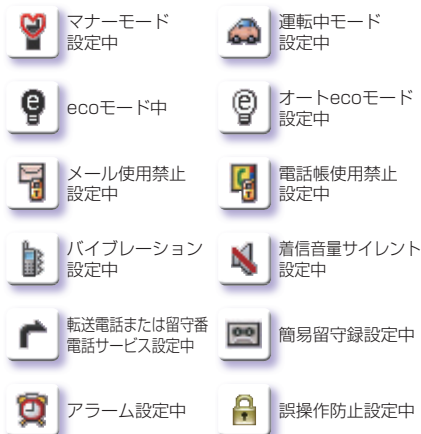 マナーモード
設定中
運転中モード
設定中
ecoモード中
オートecoモード
設定中
メール使用禁止
設定中
電話帳使用禁止
設定中
バイブレーション
設定中
着信音量サイレント
設定中
転送電話または留守番
電話サービス設定中
簡易留守録設定中
アラーム設定中
誤操作防止設定中